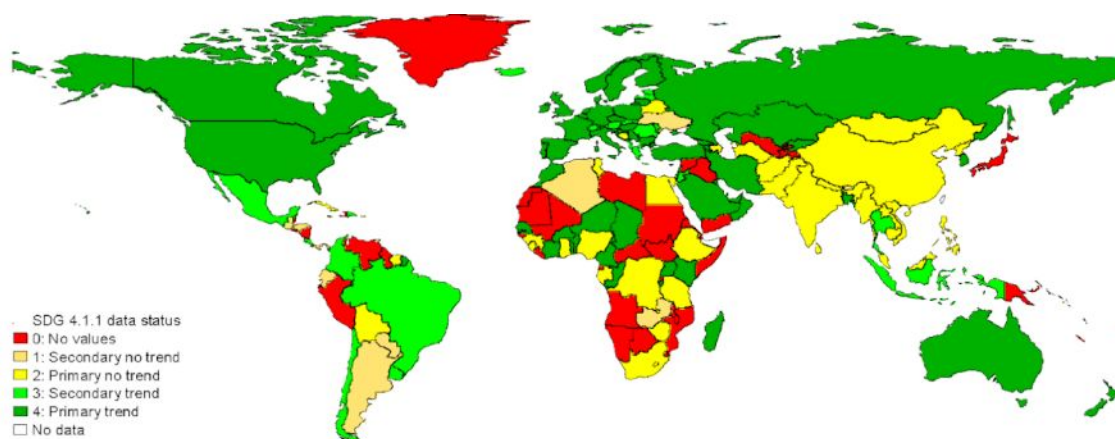 SDG 4.1.1 data status
0: No values
1: Secondary no trend
2: Primary no trend
3: Secondary trend
4: Primary trend
No data